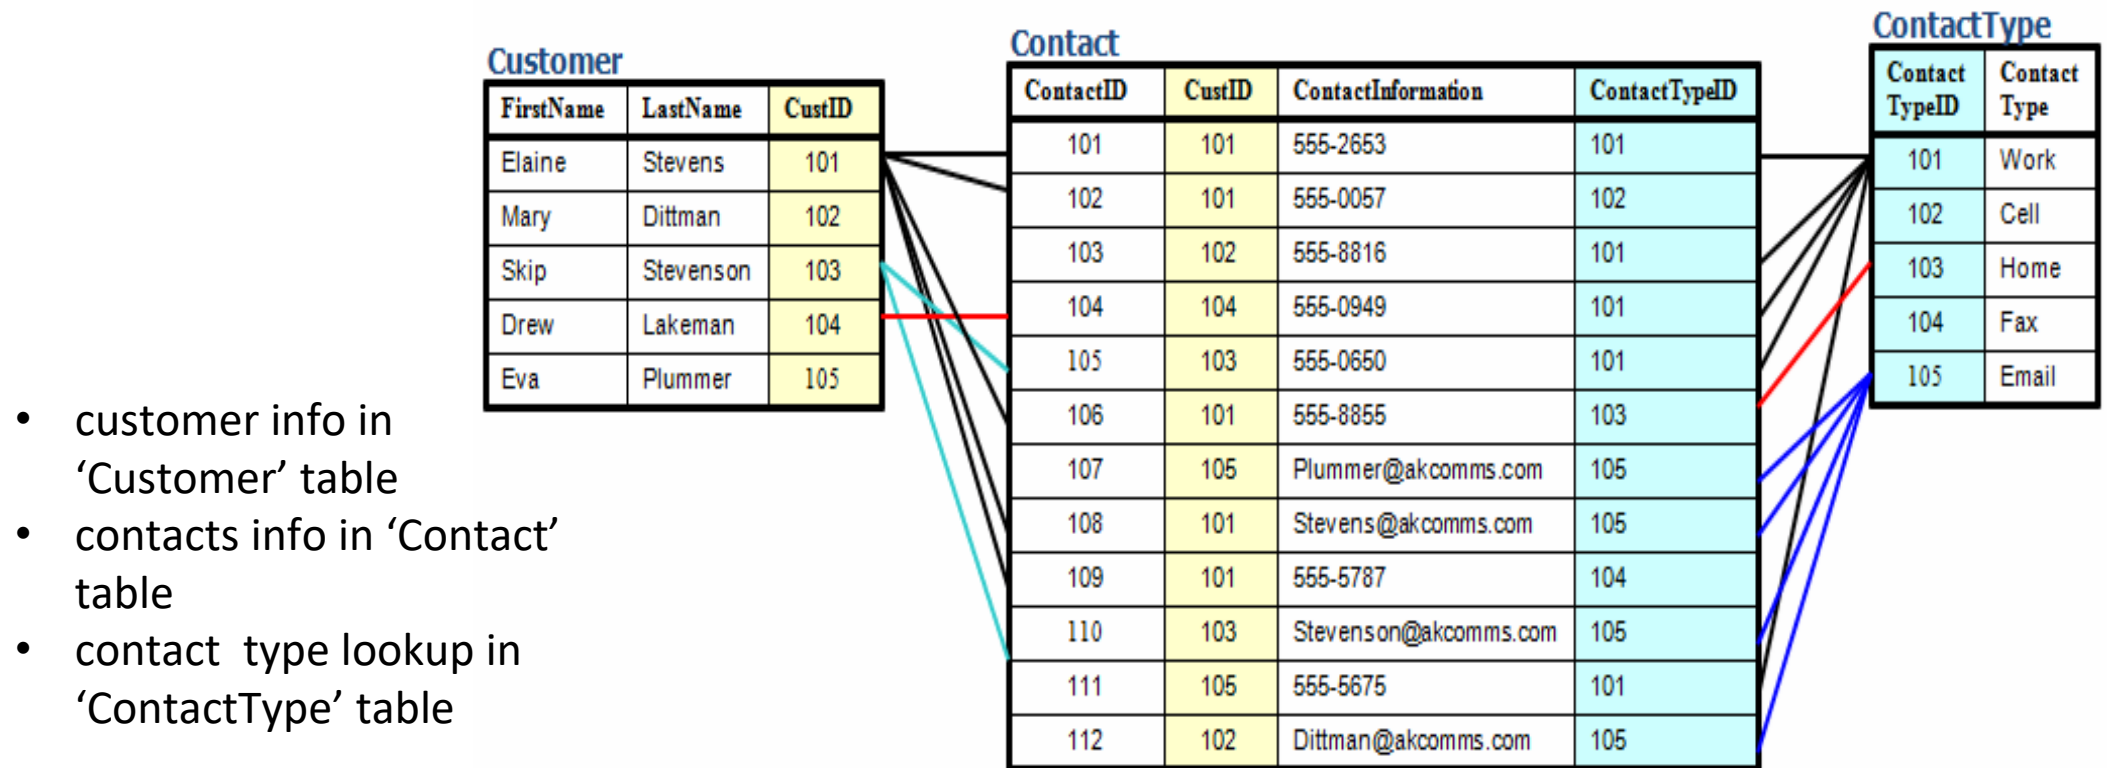 Customer
FirstName LastName CustID
Elaine Stevens 101
Mary Dittman 102
Skip Stevenson 103
Drew Lakeman 104
Eva Plummer 105
Contact
ContactID CustID ContactInformation ContactTypeID
101 101 555-2653 101
102 101 555-0057 102
103 102 555-8816 101
104 104 555-0949 101
105 103 555-0650 101
106 101 555-8855 103
107 105 Plummer@akcomms.com 105
108 101 Stevens@akcomms.com 105
109 101 555-5787 104
110 103 Stevenson@akcomms.com 105
111 105 555-5675 101
112 102 Dittman@akcomms.com 105
ContactType
Contact Contact
TypeID Type
101 Work
102 Cell
103 Home
104 Fax
105 Email
• customer info in
‘Customer’ table
• contacts info in ‘Contact’
table
• contact type lookup in
‘ContactType’ table